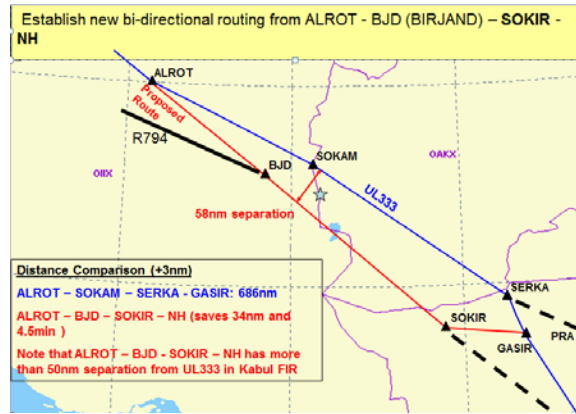 Establish new bi-directional routing from ALROT - BJD (BIRJAND) – SOKIR -
NH
ALROT
Proposed
Route
R794
BJD
SOKAM
OAKX
OIIX
UL333
58nm separation
SERKA
SOKIR
PRA
GASIR
Distance Comparison (+3nm)
ALROT – SOKAM – SERKA - GASIR: 686nm
ALROT – BJD – SOKIR – NH (saves 34nm and
4.5min )
Note that ALROT – BJD - SOKIR – NH has more
than 50nm separation from UL333 in Kabul FIR